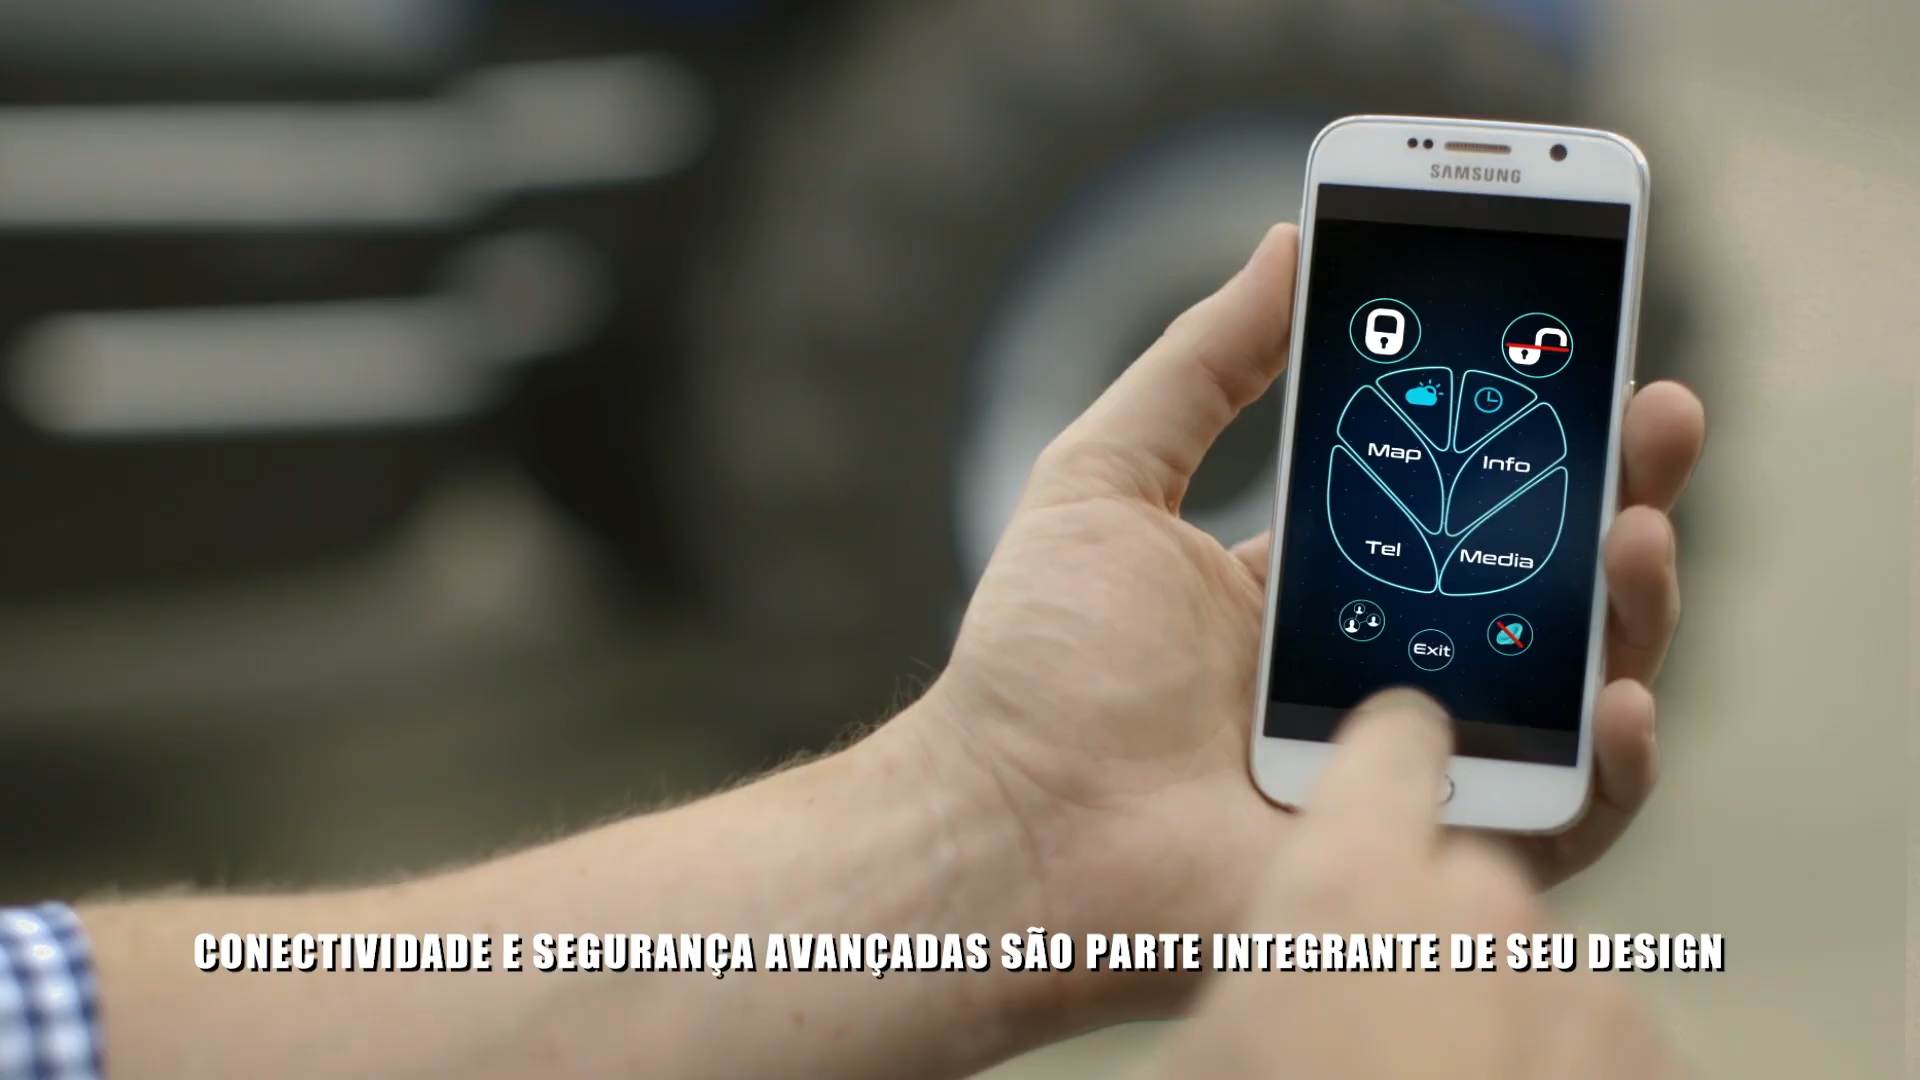 SAMSUNG
Map
Info
Tel
Media
Exit
CONECTIVIDADE E SEGURANÇA AVANÇADAS SÃO PARTE INTEGRANTE DE SEU DESIGN